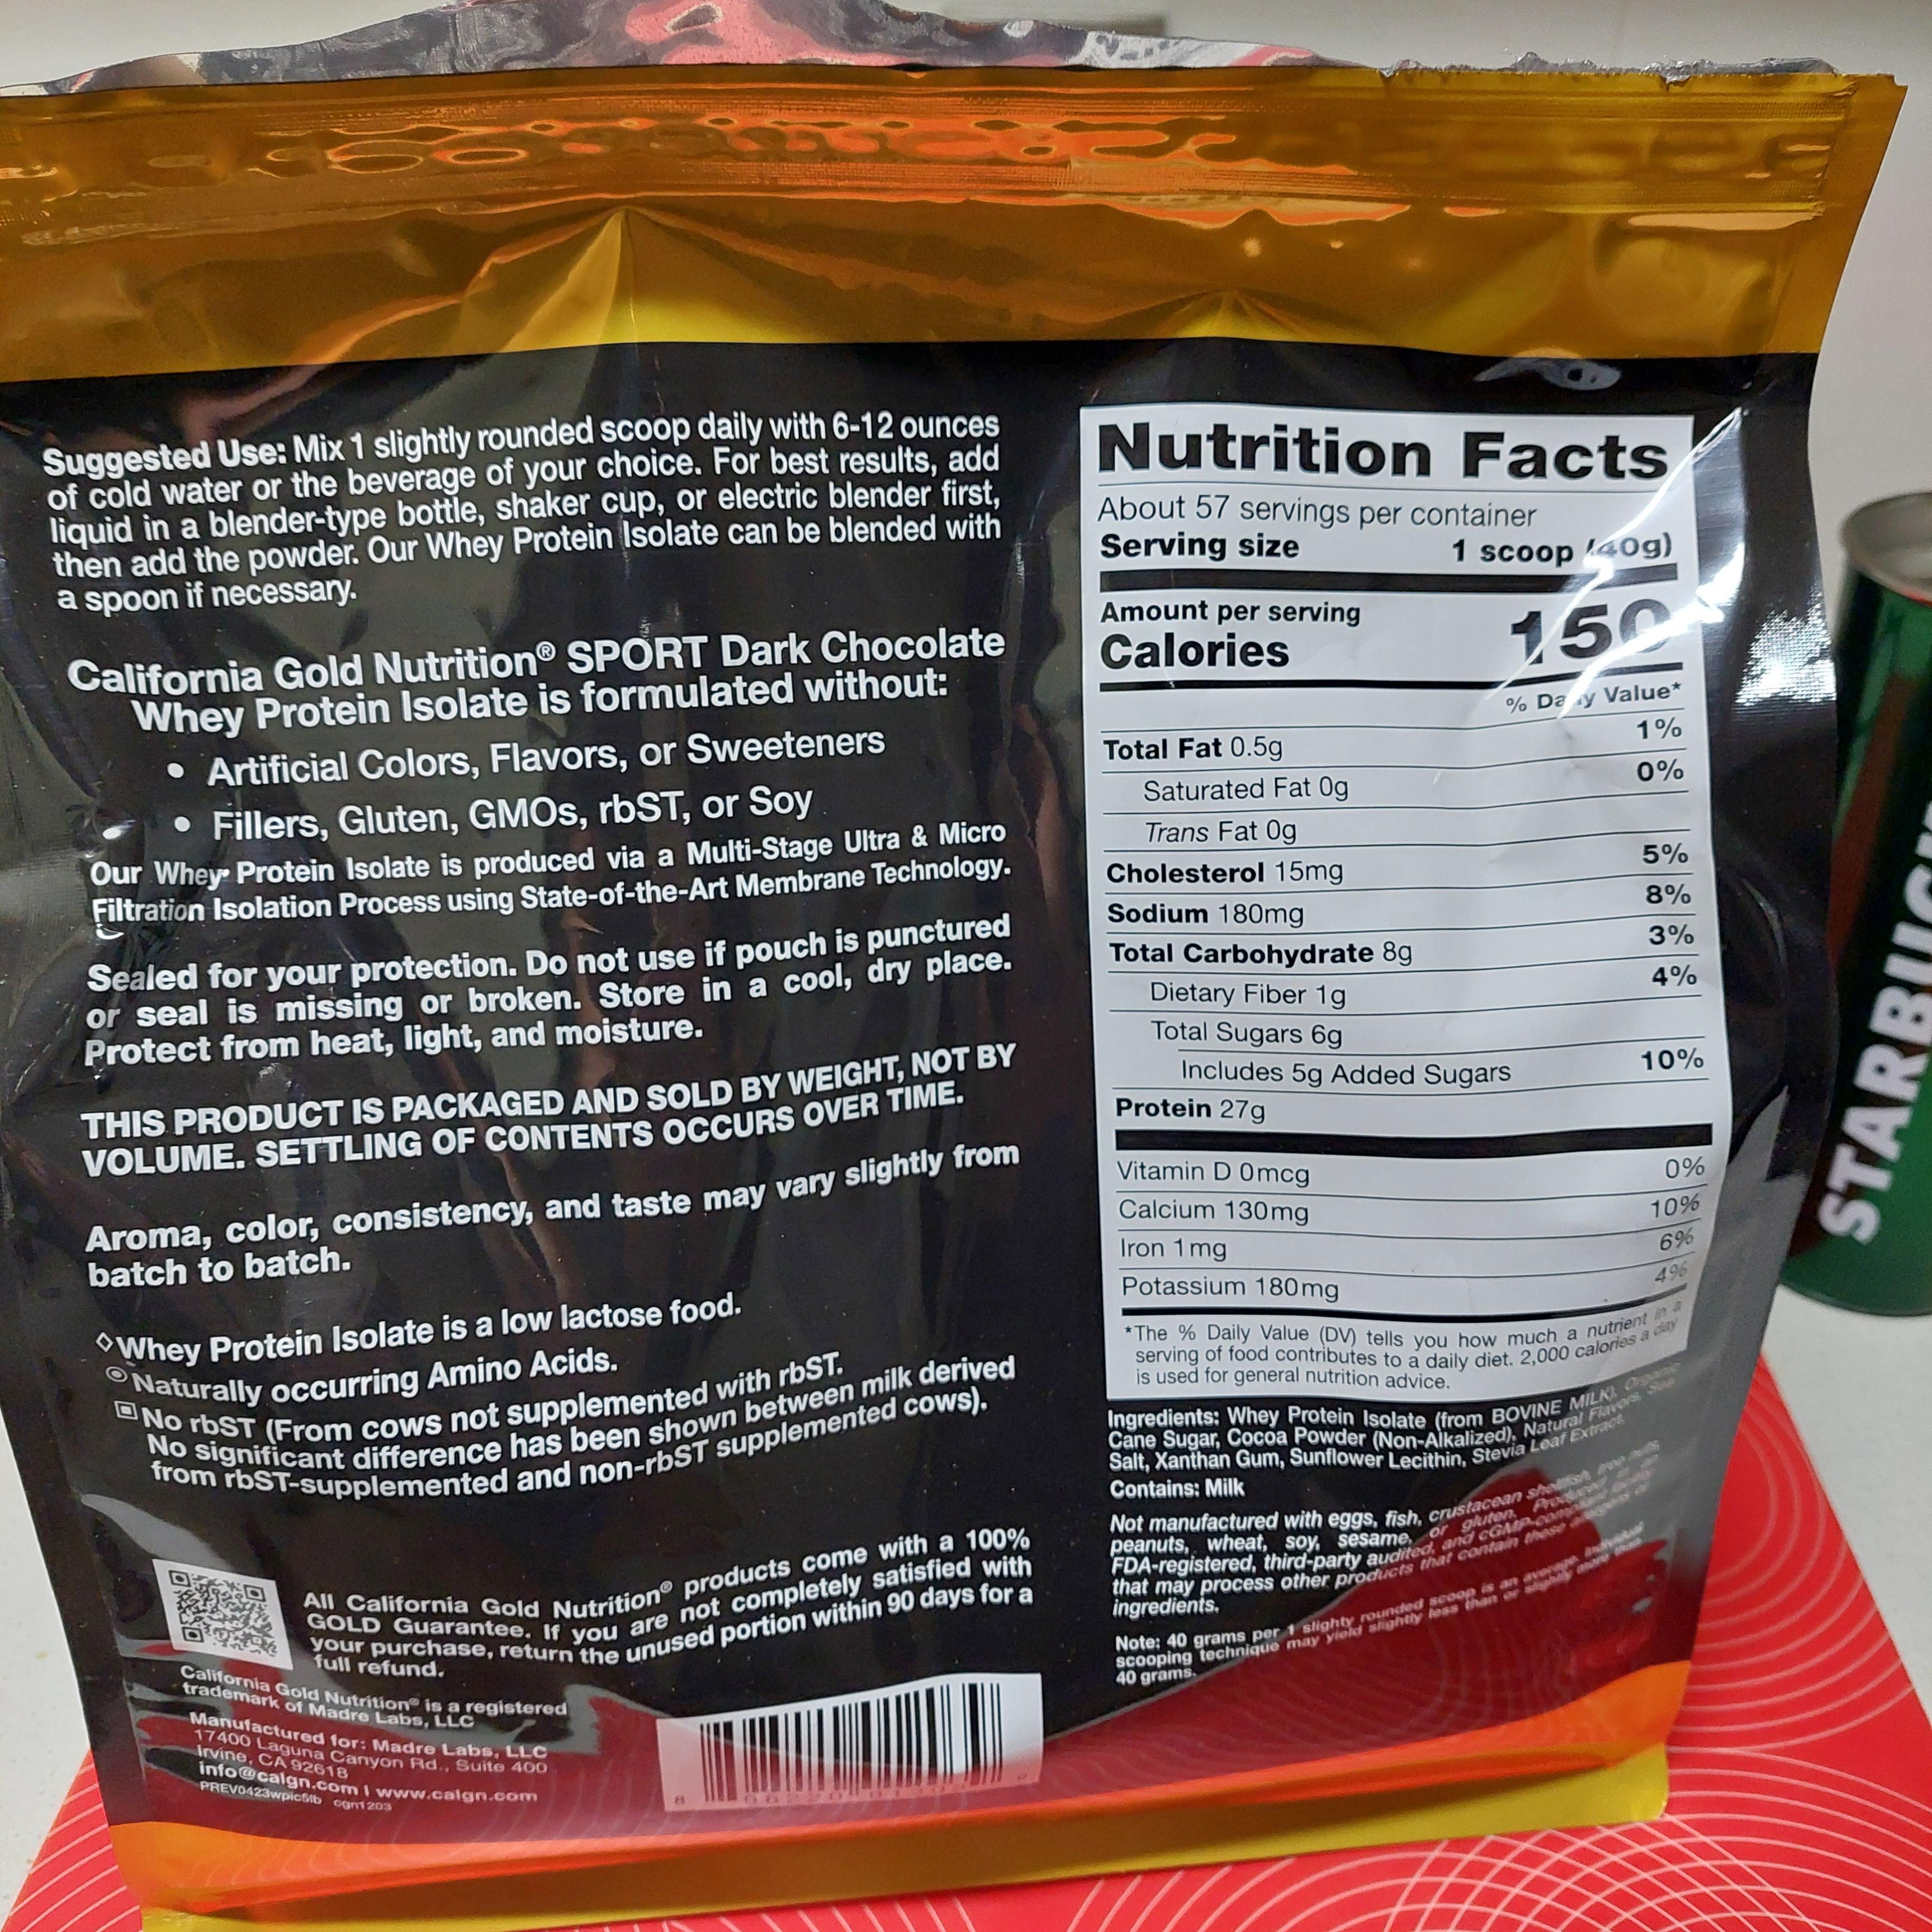 Suggested Use: Mix 1 slightly rounded scoop daily with 6-12 ounces
of cold water or the beverage of your choice. For best results, add
liquid in a blender-type bottle, shaker cup, or electric blender first,
then add the powder. Our Whey Protein Isolate can be blended with
a spoon if necessary.
California Gold Nutrition® SPORT Dark Chocolate
Whey Protein Isolate is formulated without:
• Artificial Colors, Flavors, or Sweeteners
• Fillers, Gluten, GMOs, rbST, or Soy
Our Whey Protein Isolate is produced via a Multi-Stage Ultra & Micro
Filtration Isolation Process using State-of-the-Art Membrane Technology.
Sealed for your protection. Do not use if pouch is punctured
or seal is missing or broken. Store in a cool, dry place.
Protect from heat, light, and moisture.
THIS PRODUCT IS PACKAGED AND SOLD BY WEIGHT, NOT BY
VOLUME. SETTLING OF CONTENTS OCCURS OVER TIME.
Aroma, color, consistency, and taste may vary slightly from
batch to batch.
◊Whey Protein Isolate is a low lactose food.
⊙Naturally occurring Amino Acids.
▣No rbST (From cows not supplemented with rbST.
No significant difference has been shown between milk derived
from rbST-supplemented and non-rbST supplemented cows).
All California Gold Nutrition® products come with a 100%
GOLD Guarantee. If you are not completely satisfied with
your purchase, return the unused portion within 90 days for a
full refund.
California Gold Nutrition® is a registered
trademark of Madre Labs, LLC
Manufactured for: Madre Labs, LLC
17400 Laguna Canyon Rd., Suite 400
Irvine, CA 92618
info@calgn.com | www.calgn.com
PREV0423wpic5lb cgn1203
Nutrition Facts
About 57 servings per container
Serving size 1 scoop (40g)
Amount per serving
Calories 150
% Daily Value*
Total Fat 0.5g 1%
Saturated Fat 0g 0%
Trans Fat 0g
Cholesterol 15mg 5%
Sodium 180mg 8%
Total Carbohydrate 8g 3%
Dietary Fiber 1g 4%
Total Sugars 6g
Includes 5g Added Sugars 10%
Protein 27g
Vitamin D 0mcg 0%
Calcium 130mg 10%
Iron 1mg 6%
Potassium 180mg 4%
*The % Daily Value (DV) tells you how much a nutrient in a
serving of food contributes to a daily diet. 2,000 calories a day
is used for general nutrition advice.
Ingredients: Whey Protein Isolate (from BOVINE MILK), Organic
Cane Sugar, Cocoa Powder (Non-Alkalized), Natural Flavors, Sea
Salt, Xanthan Gum, Sunflower Lecithin, Stevia Leaf Extract.
Contains: Milk
Not manufactured with eggs, fish, crustacean shellfish, tree nuts,
peanuts, wheat, soy, sesame, or gluten. Produced in an
FDA-registered, third-party audited, and cGMP-compliant facility
that may process other products that contain these allergens or
ingredients.
Note: 40 grams per 1 slighty rounded scoop is an average. Individual
scooping technique may yield slightly less than or slightly more than
40 grams.